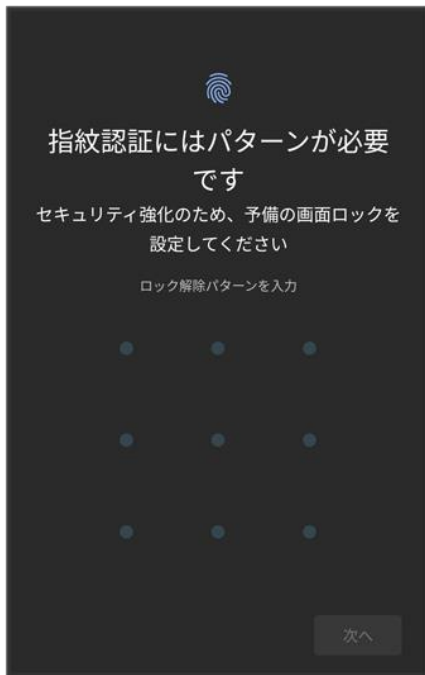 指紋認証にはパターンが必要
です
セキュリティ強化のため、予備の画面ロックを
設定してください
ロック解除パターンを入力
次へ